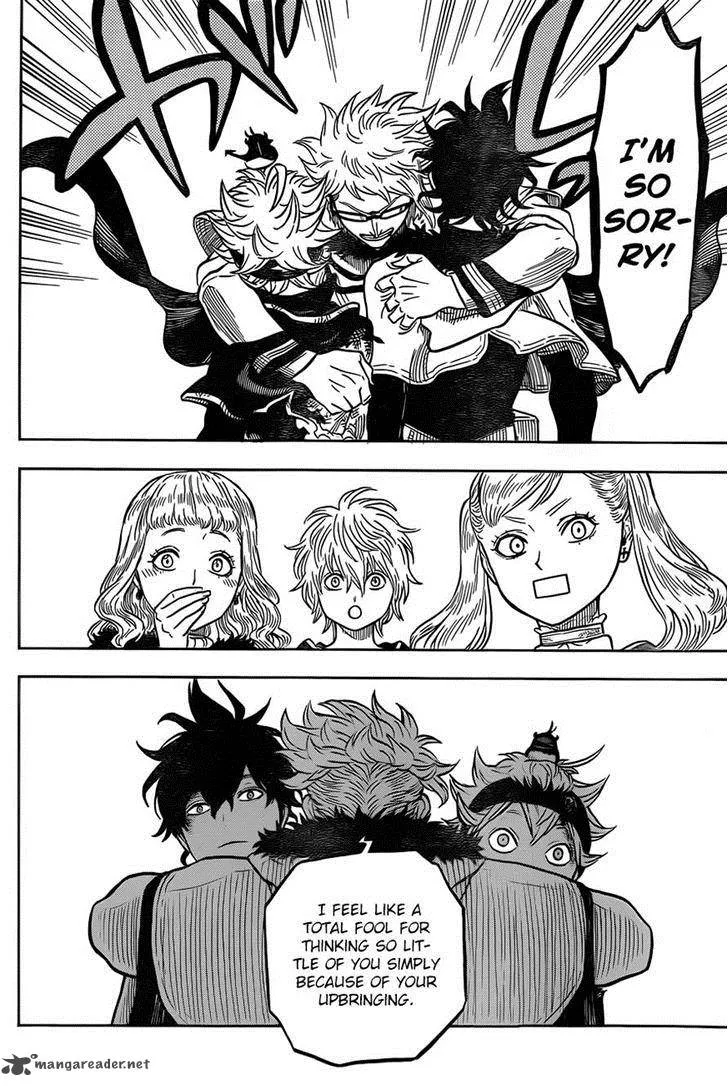 I'M
SO
SOR-
RY!
I FEEL LIKE A
TOTAL FOOL FOR
THINKING SO LIT-
TLE OF YOU SIMPLY
BECAUSE OF YOUR
UPBRINGING.
mangareader.net